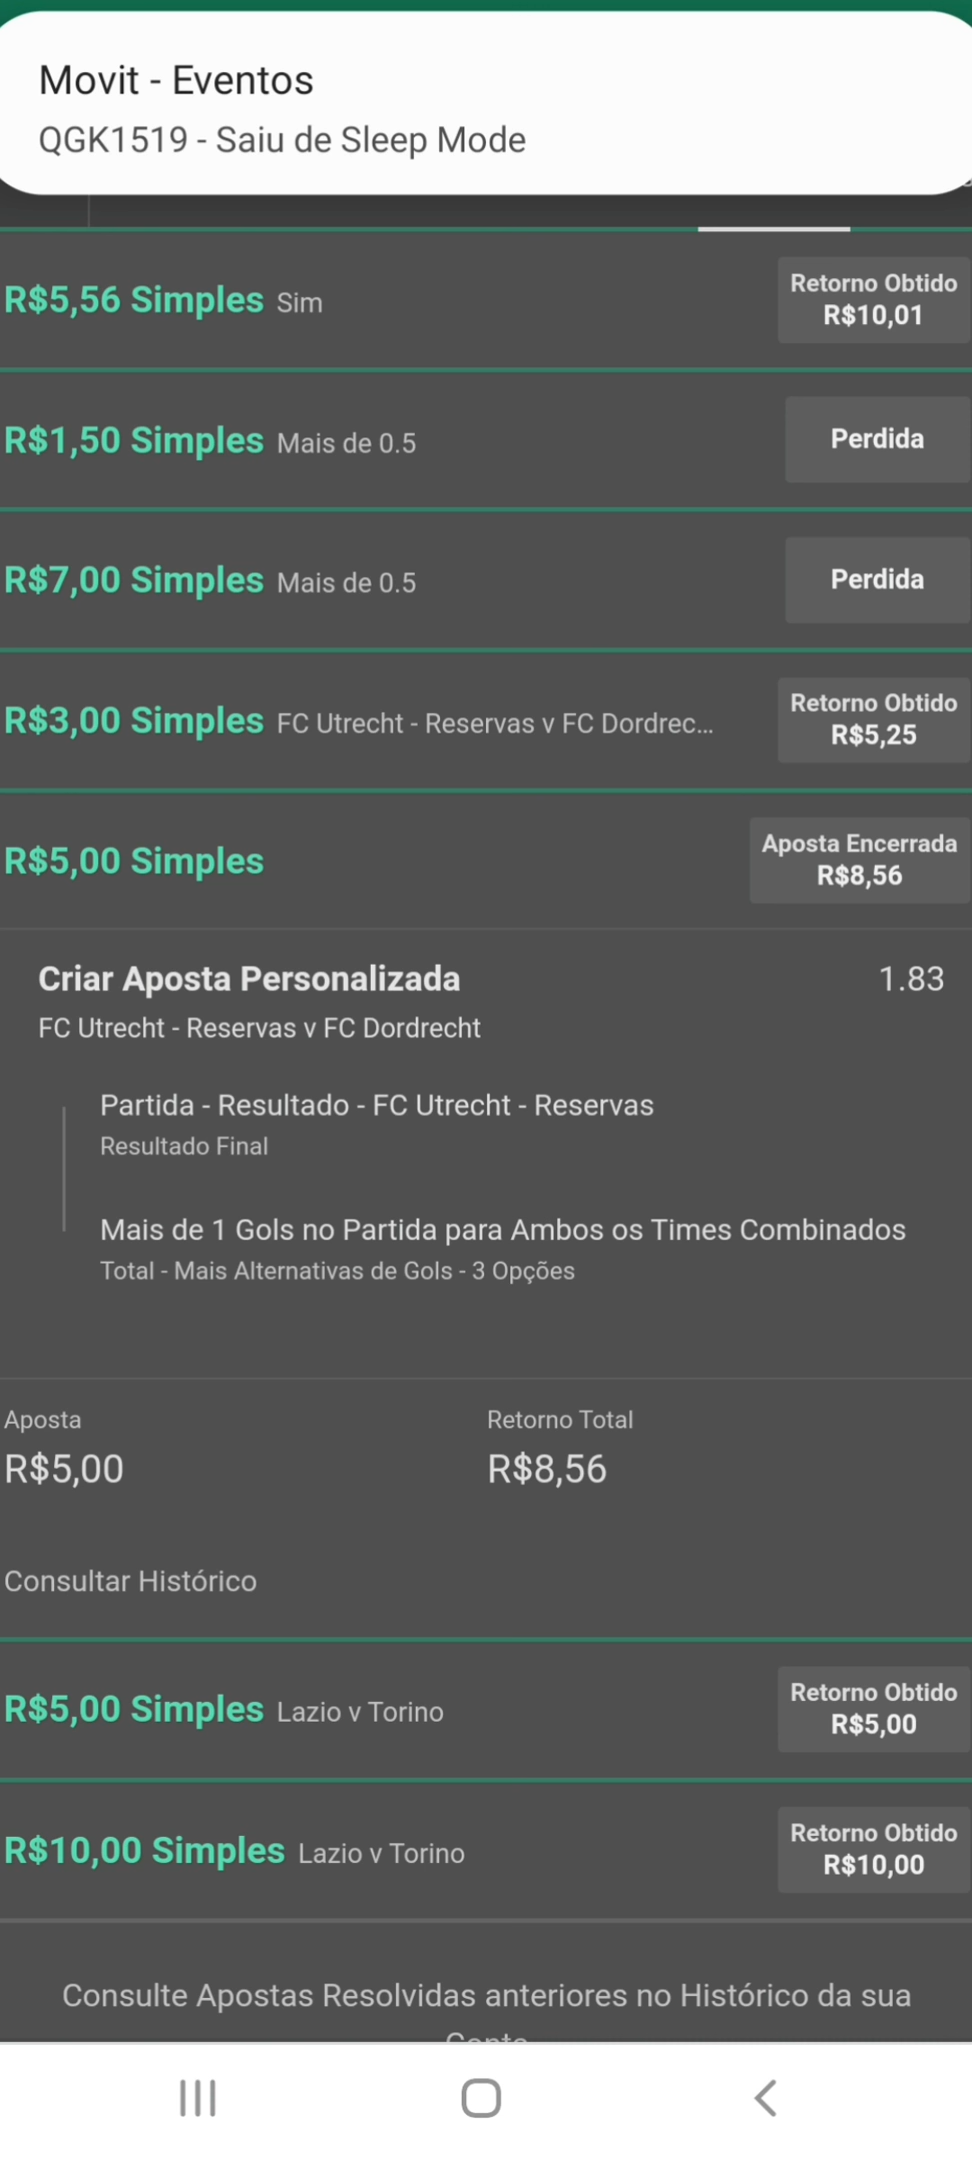 Movit - Eventos
QGK1519 - Saiu de Sleep Mode
R$5,56 Simples Sim
Retorno Obtido
R$10,01
R$1,50 Simples Mais de 0.5
Perdida
R$7,00 Simples Mais de 0.5
Perdida
R$3,00 Simples FC Utrecht - Reservas v FC Dordrec...
Retorno Obtido
R$5,25
R$5,00 Simples
Aposta Encerrada
R$8,56
Criar Aposta Personalizada 1.83
FC Utrecht - Reservas v FC Dordrecht
Partida - Resultado - FC Utrecht - Reservas
Resultado Final
Mais de 1 Gols no Partida para Ambos os Times Combinados
Total - Mais Alternativas de Gols - 3 Opções
Aposta Retorno Total
R$5,00 R$8,56
Consultar Histórico
R$5,00 Simples Lazio v Torino
Retorno Obtido
R$5,00
R$10,00 Simples Lazio v Torino
Retorno Obtido
R$10,00
Consulte Apostas Resolvidas anteriores no Histórico da sua